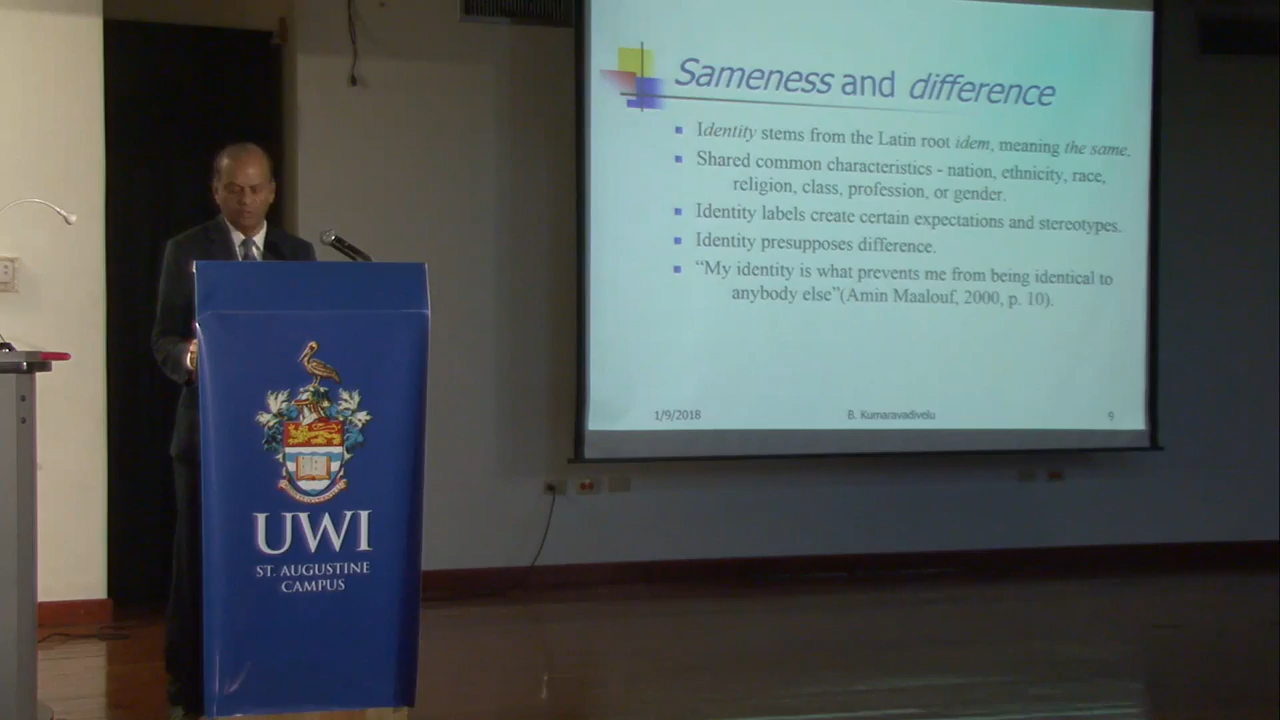 Sameness and difference
Identity stems from the Latin root idem, meaning the same.
Shared common characteristics - nation, ethnicity, race,
religion, class, profession, or gender.
Identity labels create certain expectations and stereotypes.
Identity presupposes difference.
“My identity is what prevents me from being identical to
anybody else”(Amin Maalouf, 2000, p. 10).
1/9/2018 B. Kumaravadivelu 9
UWI
ST. AUGUSTINE
CAMPUS